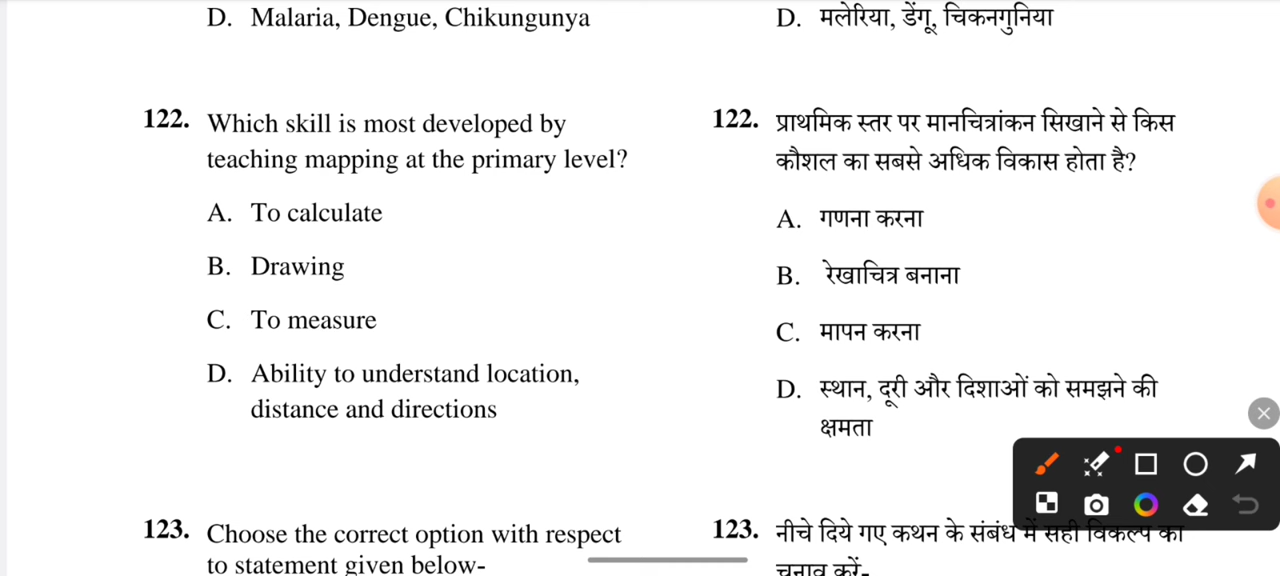 D. Malaria, Dengue, Chikungunya
122. Which skill is most developed by
teaching mapping at the primary level?
A. To calculate
B. Drawing
C. To measure
D. Ability to understand location,
distance and directions
123. Choose the correct option with respect
to statement given below-
D. मलेरिया, डेंगू, चिकनगुनिया
122. प्राथमिक स्तर पर मानचित्रांकन सिखाने से किस
कौशल का सबसे अधिक विकास होता है?
A. गणना करना
B. रेखाचित्र बनाना
C. मापन करना
D. स्थान, दूरी और दिशाओं को समझने की
क्षमता
123. नीचे दिये गए कथन के संबंध में सही विकल्प का
चुनाव करें-